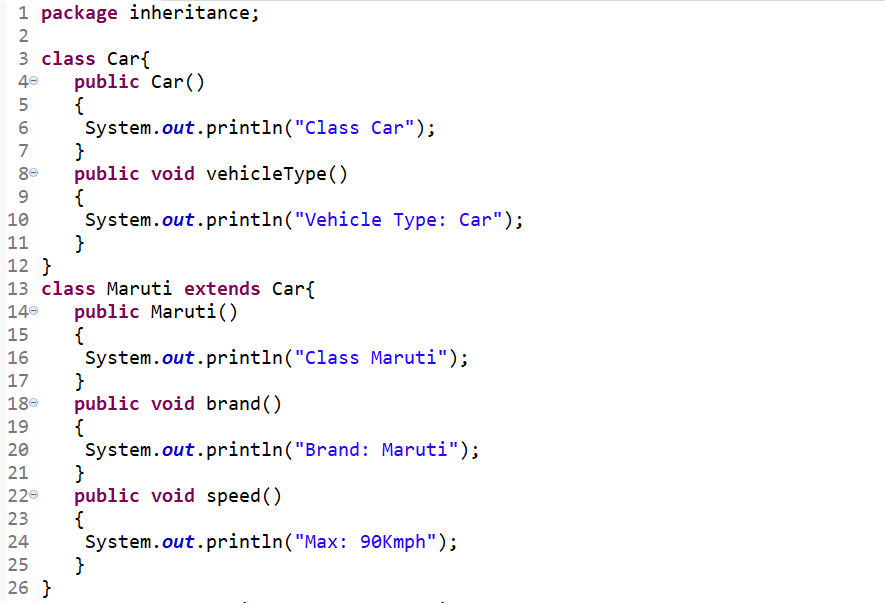 1 package inheritance;
2
3 class Car{
4 public Car()
5 {
6 System.out.println("Class Car");
7 }
8 public void vehicleType()
9 {
10 System.out.println("Vehicle Type: Car");
11 }
12 }
13 class Maruti extends Car{
14 public Maruti()
15 {
16 System.out.println("Class Maruti");
17 }
18 public void brand()
19 {
20 System.out.println("Brand: Maruti");
21 }
22 public void speed()
23 {
24 System.out.println("Max: 90Kmph");
25 }
26 }